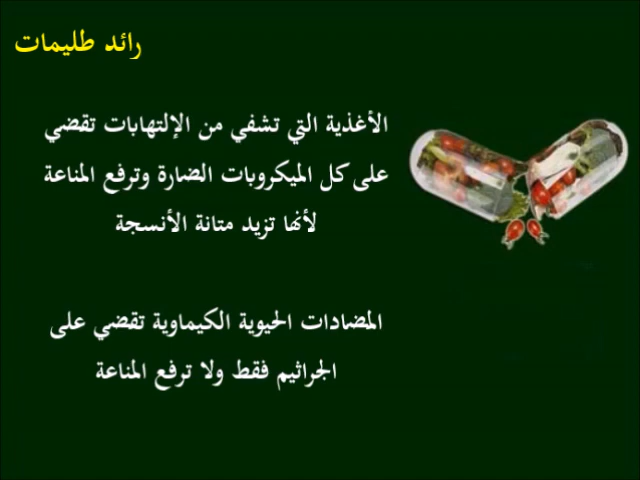 رائد طليمات
الأغذية التي تشفي من الإلتهابات تقضي
على كل الميكروبات الضارة وترفع المناعة
لأنها تزيد متانة الأنسجة
المضادات الحيوية الكيماوية تقضي على
الجراثيم فقط ولا ترفع المناعة